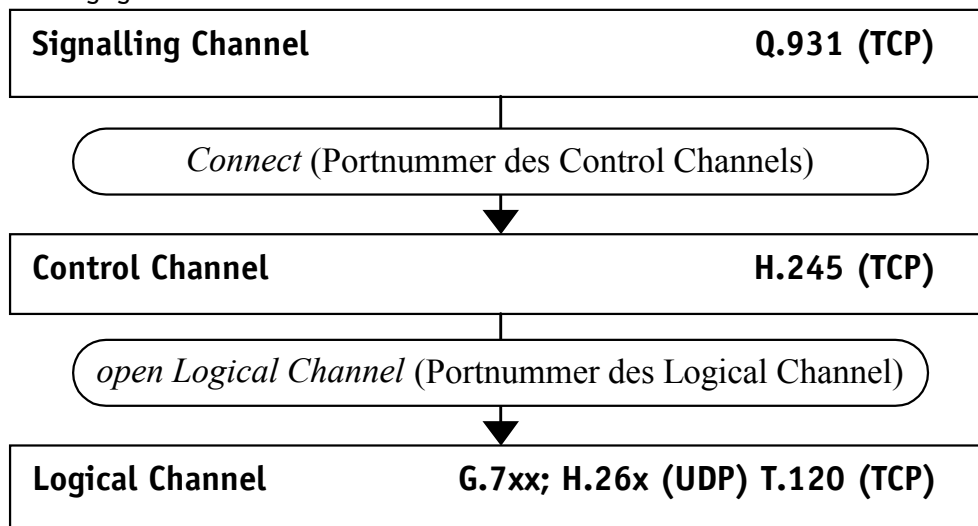 Signalling Channel Q.931 (TCP)
Connect (Portnummer des Control Channels)
Control Channel H.245 (TCP)
open Logical Channel (Portnummer des Logical Channel)
Logical Channel G.7xx; H.26x (UDP) T.120 (TCP)